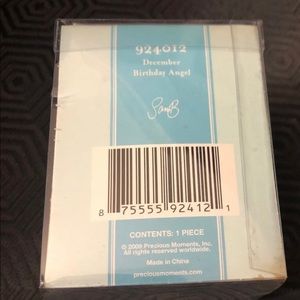 924012
December
Birthday Angel
SamB
8 75555 92412 1
CONTENTS: 1 PIECE
© 2009 Precious Moments, Inc.
All rights reserved worldwide.
Made in China
preciousmoments.com